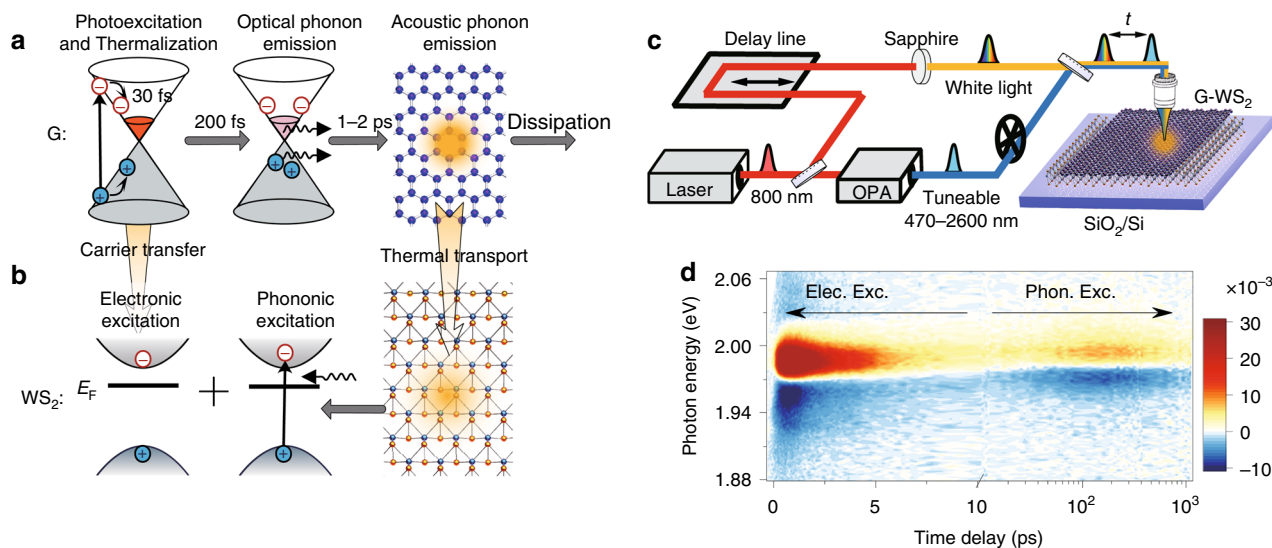 a
Photoexcitation
and Thermalization
Optical phonon
emission
Acoustic phonon
emission
G:
30 fs
200 fs
1–2 ps
Dissipation
Carrier transfer
Thermal transport
b
Electronic
excitation
Phononic
excitation
WS2:
EF
+
c
Delay line
Sapphire
t
White light
G-WS2
Laser
800 nm
OPA
Tuneable
470–2600 nm
SiO2/Si
d
Photon energy (eV)
2.06
2.00
1.94
1.88
Elec. Exc.
Phon. Exc.
0
5
10
10²
10³
Time delay (ps)
×10⁻³
30
20
10
0
−10